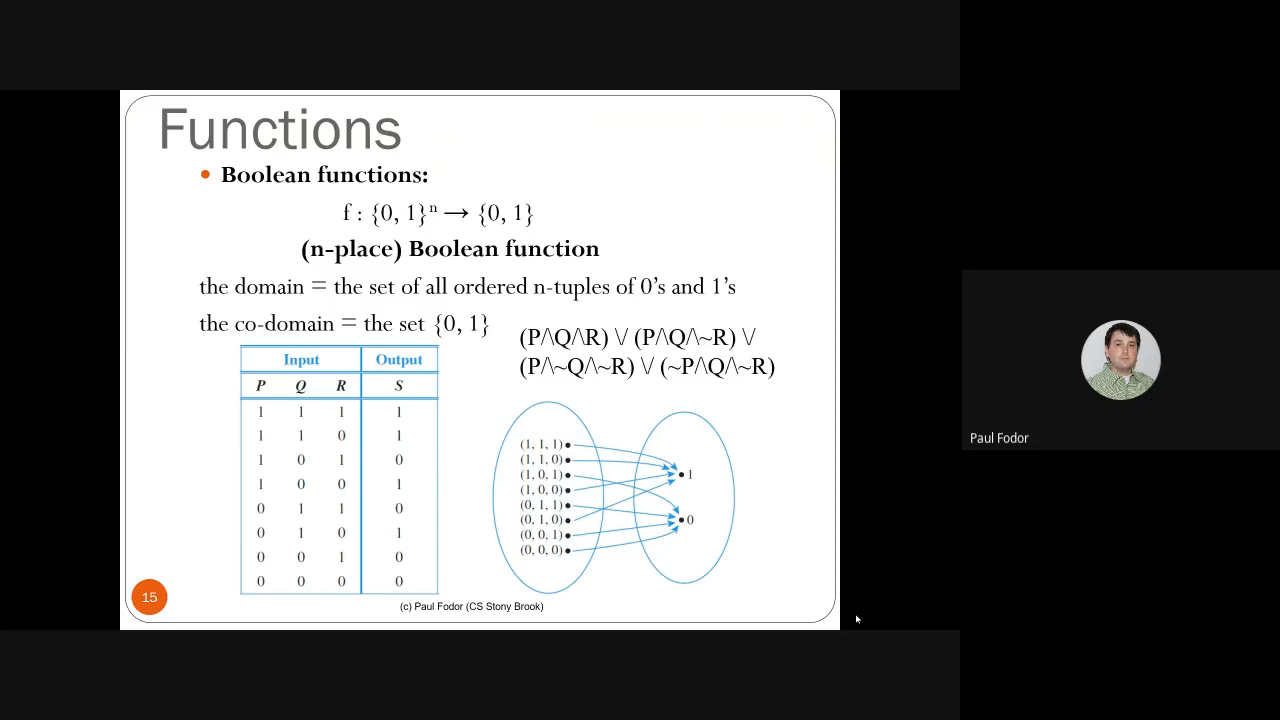 Functions
• Boolean functions:
f : {0, 1}ⁿ → {0, 1}
(n-place) Boolean function
the domain = the set of all ordered n-tuples of 0’s and 1’s
the co-domain = the set {0, 1}
(P/\Q/\R) \/ (P/\Q/\~R) \/
(P/\~Q/\~R) \/ (~P/\Q/\~R)
Input Output
P Q R S
1 1 1 1
1 1 0 1
1 0 1 0
1 0 0 1
0 1 1 0
0 1 0 1
0 0 1 0
0 0 0 0
(1, 1, 1)
(1, 1, 0)
(1, 0, 1)
(1, 0, 0)
(0, 1, 1)
(0, 1, 0)
(0, 0, 1)
(0, 0, 0)
1
0
15
(c) Paul Fodor (CS Stony Brook)
Paul Fodor